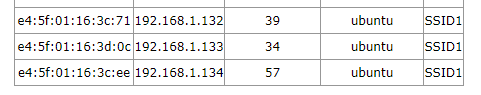 e4:5f:01:16:3c:71 192.168.1.132 39 ubuntu SSID1
e4:5f:01:16:3d:0c 192.168.1.133 34 ubuntu SSID1
e4:5f:01:16:3c:ee 192.168.1.134 57 ubuntu SSID1